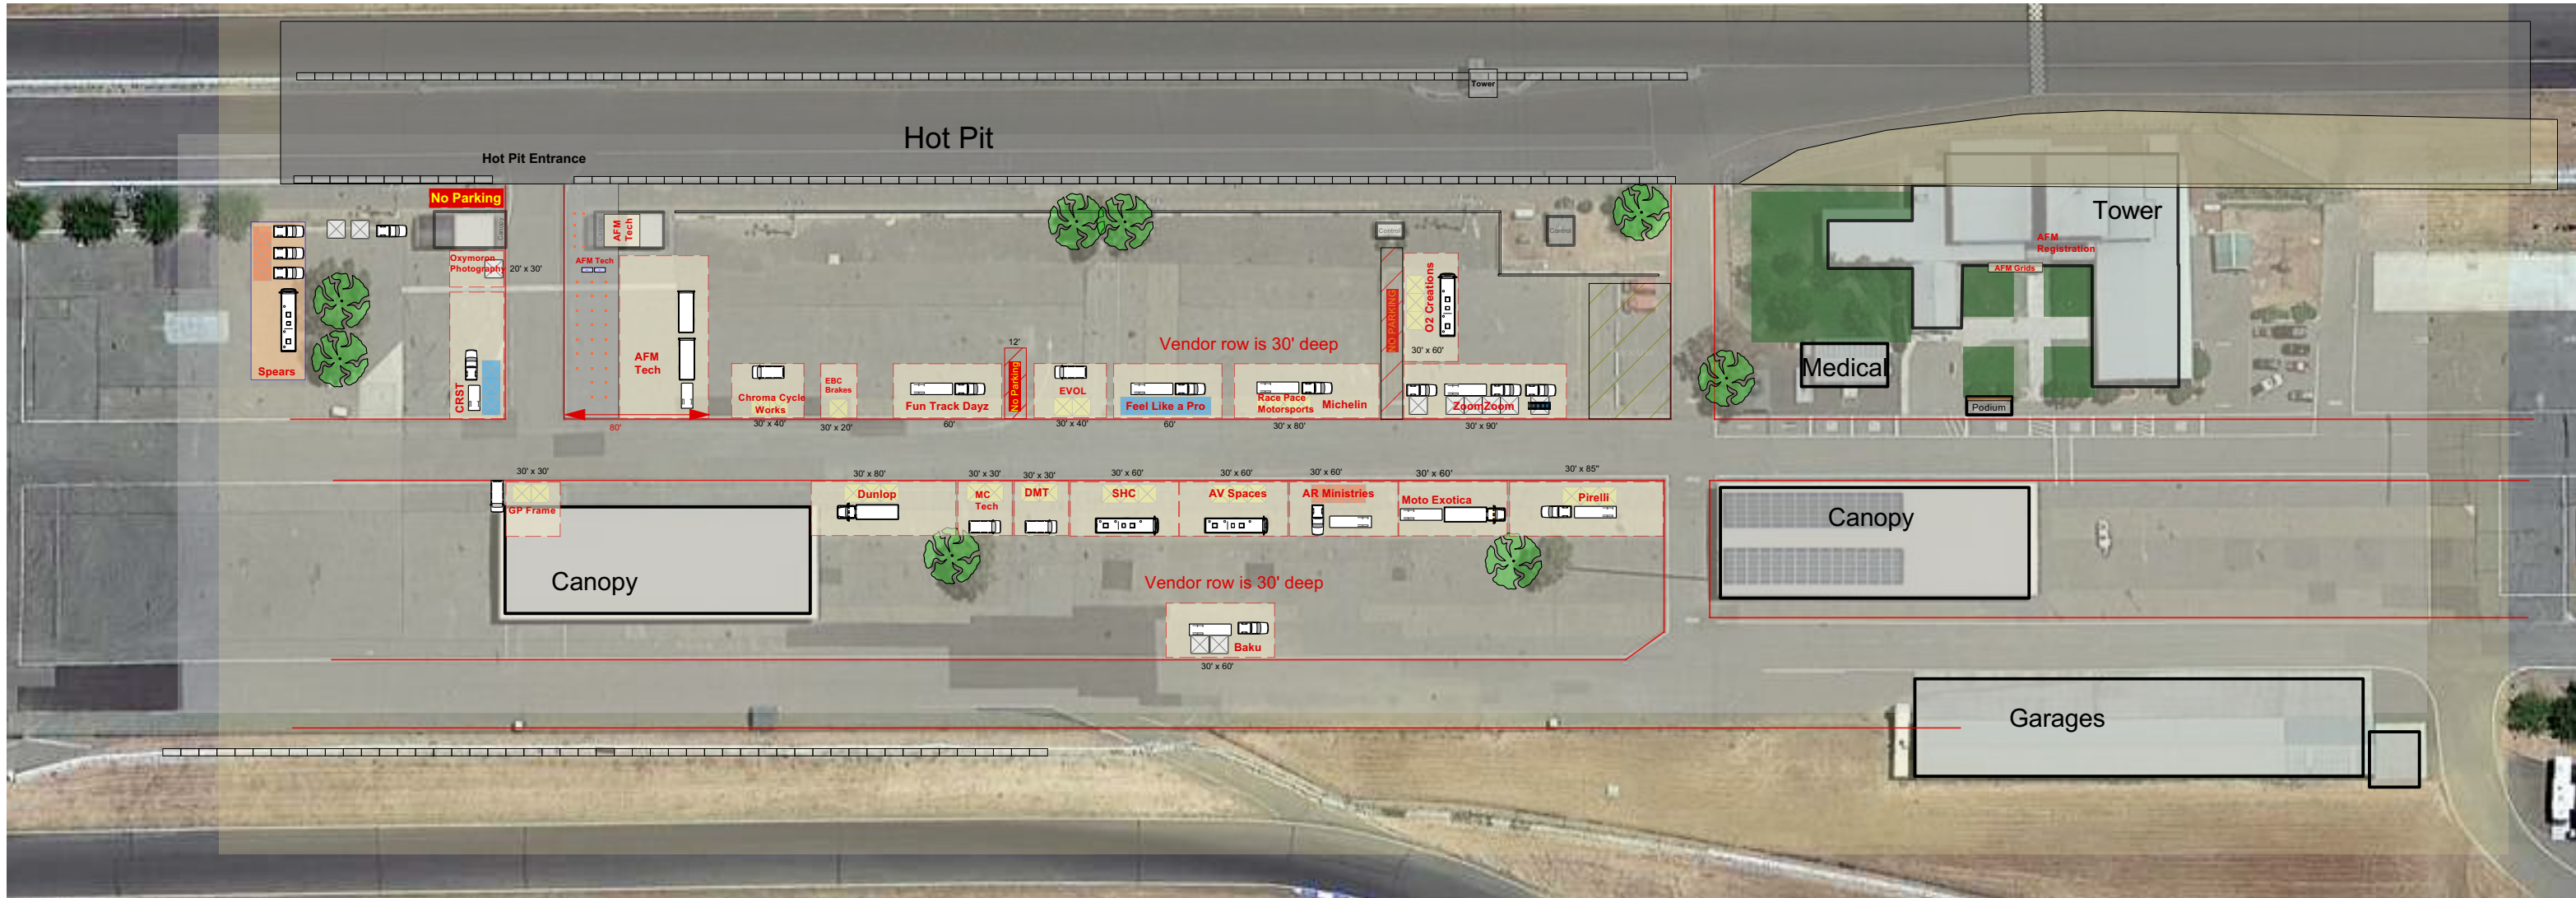 Tower
Hot Pit
Hot Pit Entrance
No Parking
Canopy
AFM
Tech
Control
Control
Tower
AFM
Registration
AFM Grids
Oxymoron
Photography
20' x 30'
AFM Tech
O2 Creations
30' x 60'
NO PARKING
Vendor row is 30' deep
12'
No Parking
Spears
CRST
AFM
Tech
80'
Chroma Cycle
Works
30' x 40'
EBC
Brakes
30' x 20'
Fun Track Dayz
60'
EVOL
30' x 40'
Feel Like a Pro
60'
Race Pace
Motorsports
Michelin
30' x 80'
ZoomZoom
30' x 90'
Medical
Podium
30' x 30'
GP Frame
Canopy
30' x 80'
Dunlop
30' x 30'
MC
Tech
30' x 30'
DMT
30' x 60'
SHC
30' x 60'
AV Spaces
30' x 60'
AR Ministries
30' x 60'
Moto Exotica
30' x 85"
Pirelli
Canopy
Vendor row is 30' deep
Baku
30' x 60'
Garages